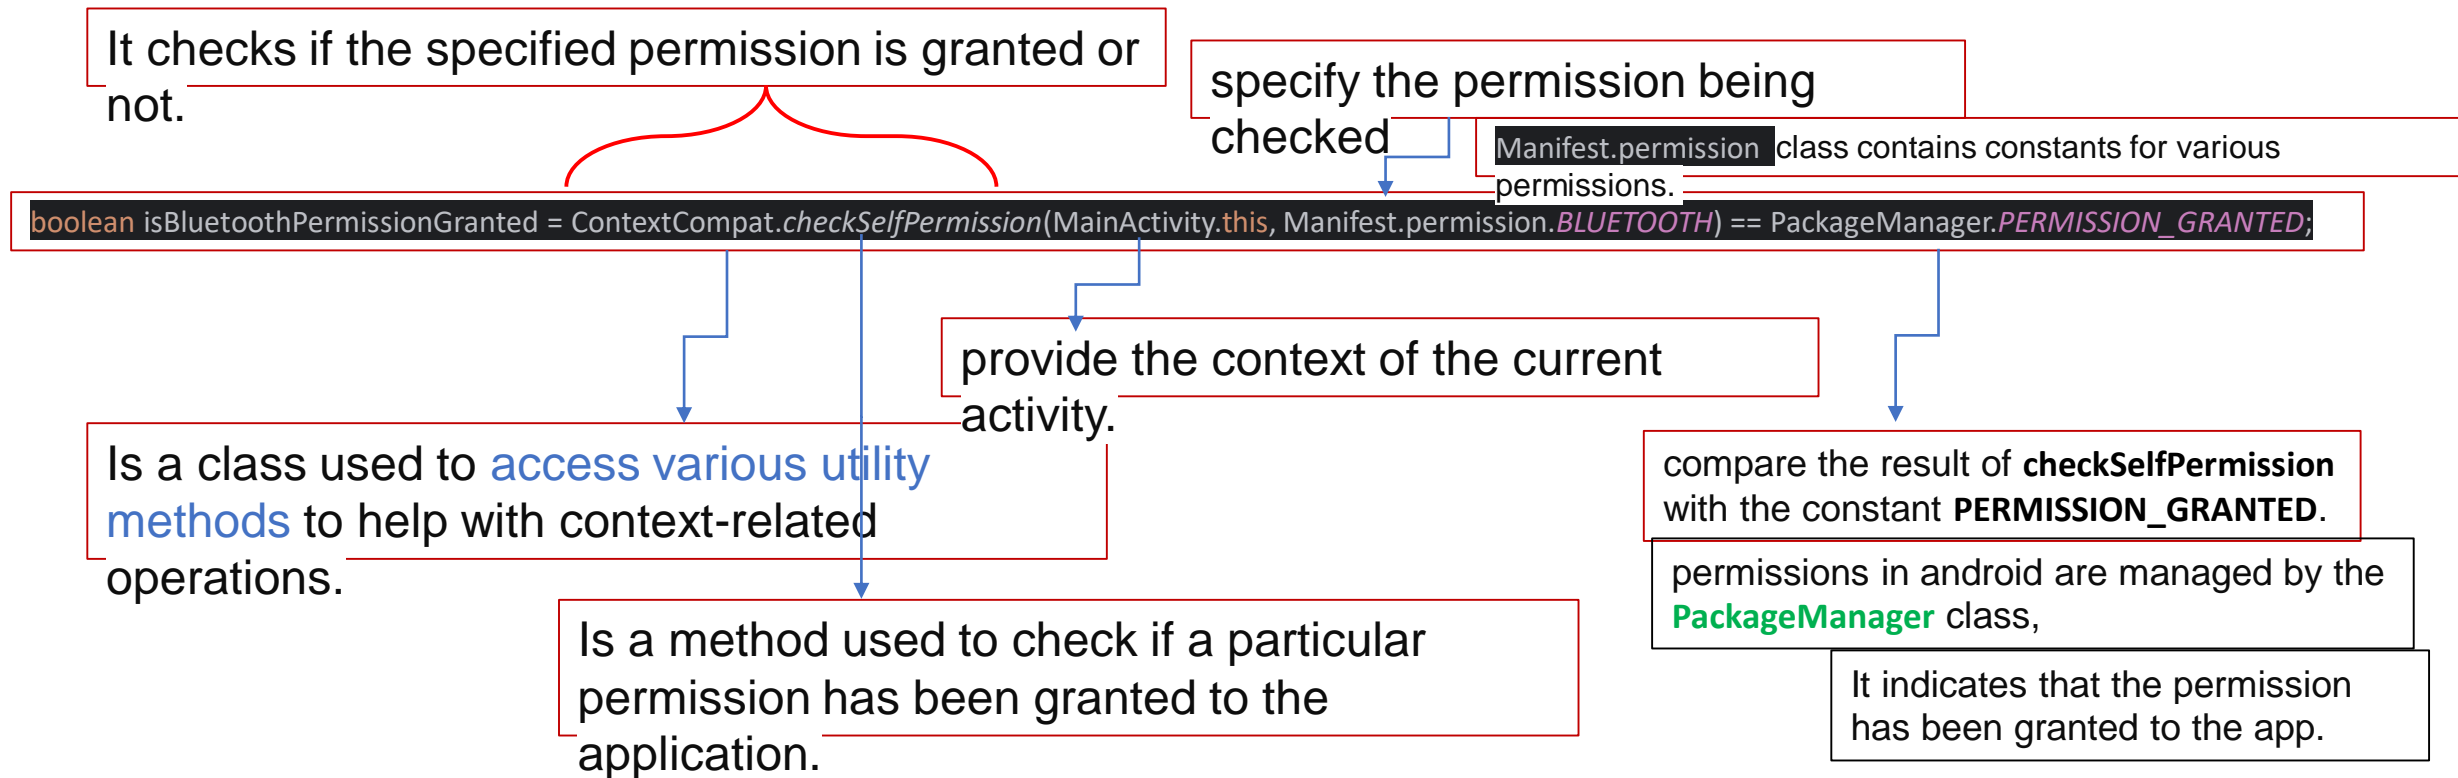 It checks if the specified permission is granted or
not.
specify the permission being
checked
Manifest.permission class contains constants for various
permissions.
boolean isBluetoothPermissionGranted = ContextCompat.checkSelfPermission(MainActivity.this, Manifest.permission.BLUETOOTH) == PackageManager.PERMISSION_GRANTED;
provide the context of the current
activity.
Is a class used to access various utility
methods to help with context-related
operations.
compare the result of checkSelfPermission
with the constant PERMISSION_GRANTED.
permissions in android are managed by the
PackageManager class,
Is a method used to check if a particular
permission has been granted to the
application.
It indicates that the permission
has been granted to the app.